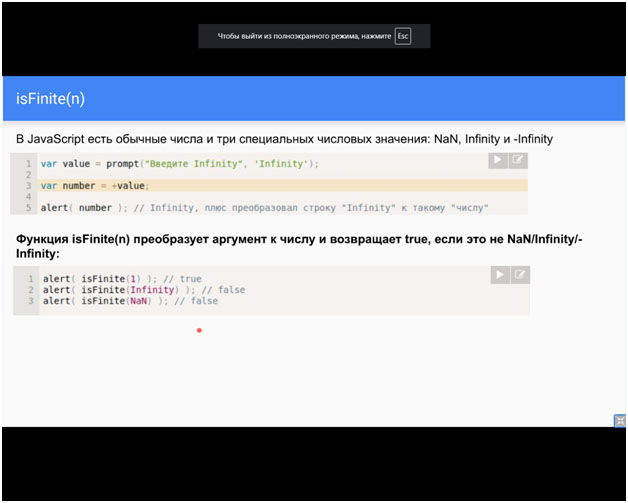 Чтобы выйти из полноэкранного режима, нажмите Esc
isFinite(n)
В JavaScript есть обычные числа и три специальных числовых значения: NaN, Infinity и -Infinity
1 var value = prompt("Введите Infinity", 'Infinity');
2
3 var number = +value;
4
5 alert( number ); // Infinity, плюс преобразовал строку "Infinity" к такому "числу"
Функция isFinite(n) преобразует аргумент к числу и возвращает true, если это не NaN/Infinity/-
Infinity:
1 alert( isFinite(1) ); // true
2 alert( isFinite(Infinity) ); // false
3 alert( isFinite(NaN) ); // false